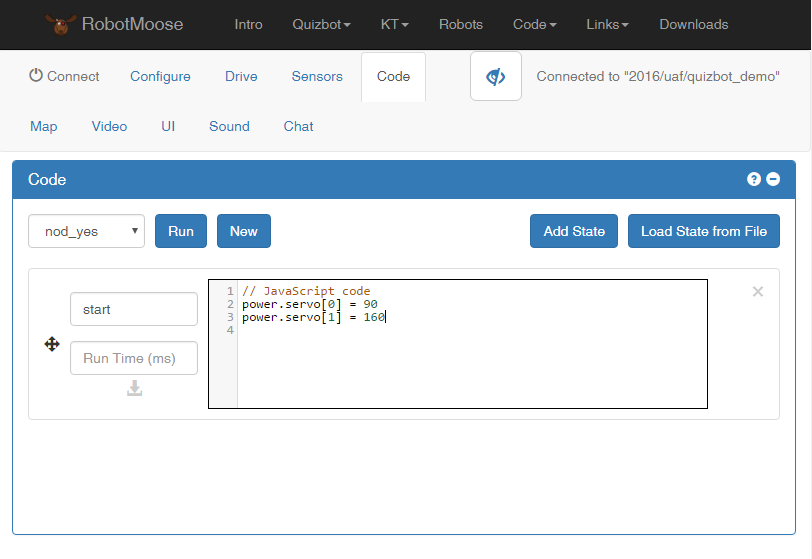 RobotMoose Intro Quizbot KT Robots Code Links Downloads
Connect Configure Drive Sensors Code Connected to "2016/uaf/quizbot_demo"
Map Video UI Sound Chat
Code ?
nod_yes Run New Add State Load State from File
start
Run Time (ms)
1 // JavaScript code
2 power.servo[0] = 90
3 power.servo[1] = 160
4